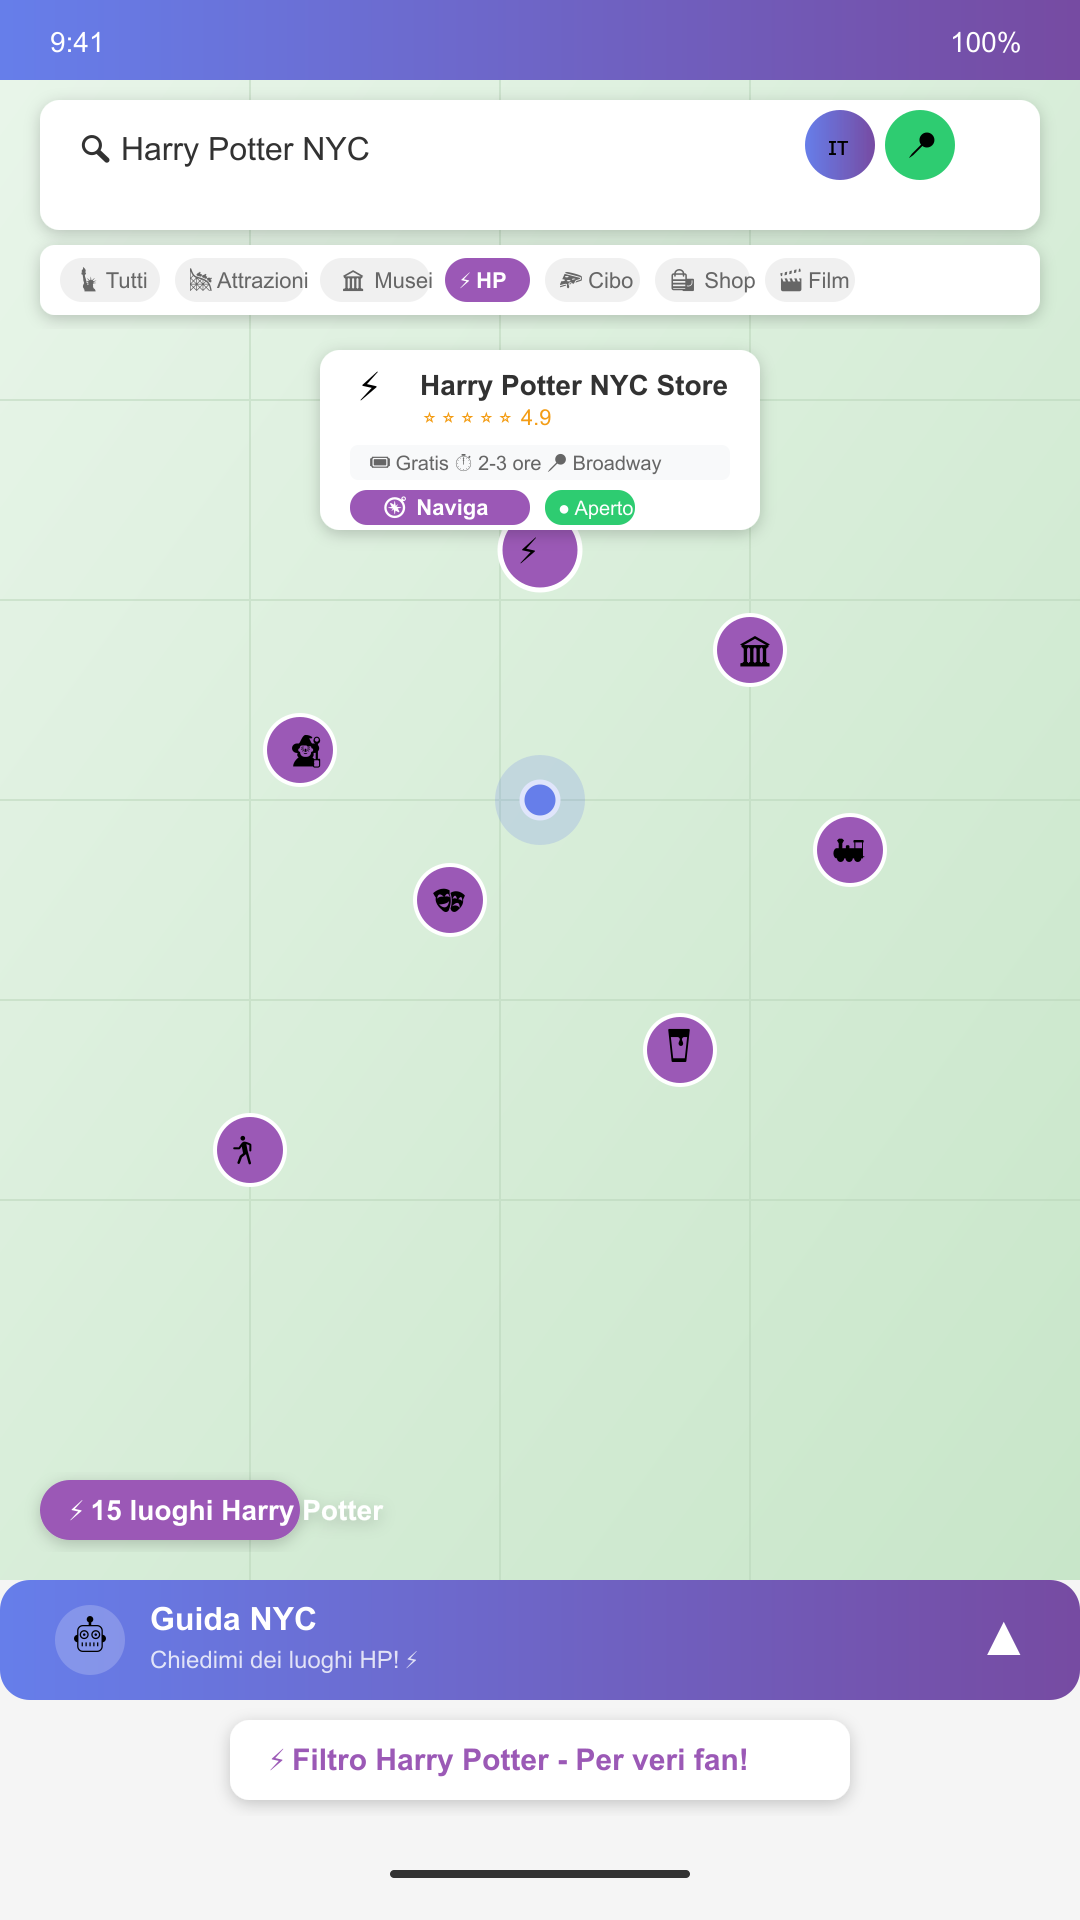 9:41 100%
Harry Potter NYC IT
Tutti Attrazioni Musei HP Cibo Shop Film
Harry Potter NYC Store
4.9
Gratis 2-3 ore Broadway
Naviga Aperto
15 luoghi Harry Potter
Guida NYC
Chiedimi dei luoghi HP!
Filtro Harry Potter - Per veri fan!